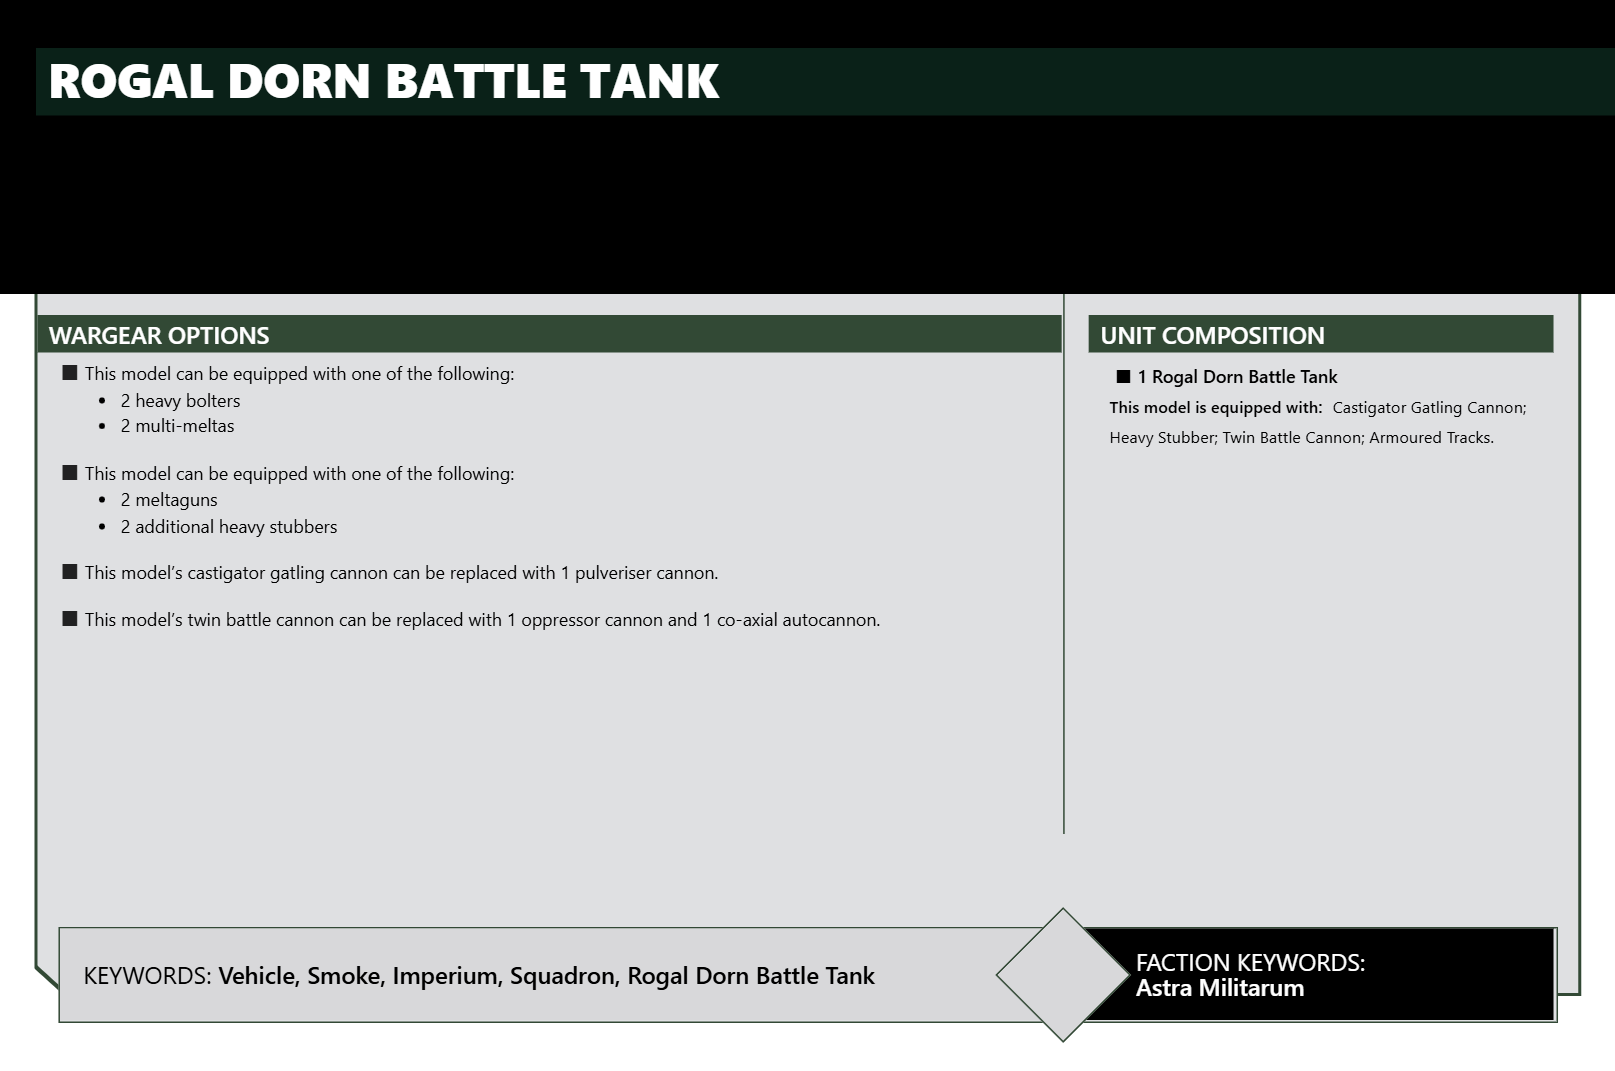 ROGAL DORN BATTLE TANK
WARGEAR OPTIONS
■ This model can be equipped with one of the following:
• 2 heavy bolters
• 2 multi-meltas
■ This model can be equipped with one of the following:
• 2 meltaguns
• 2 additional heavy stubbers
■ This model’s castigator gatling cannon can be replaced with 1 pulveriser cannon.
■ This model’s twin battle cannon can be replaced with 1 oppressor cannon and 1 co-axial autocannon.
UNIT COMPOSITION
■ 1 Rogal Dorn Battle Tank
This model is equipped with: Castigator Gatling Cannon;
Heavy Stubber; Twin Battle Cannon; Armoured Tracks.
KEYWORDS: Vehicle, Smoke, Imperium, Squadron, Rogal Dorn Battle Tank
FACTION KEYWORDS:
Astra Militarum